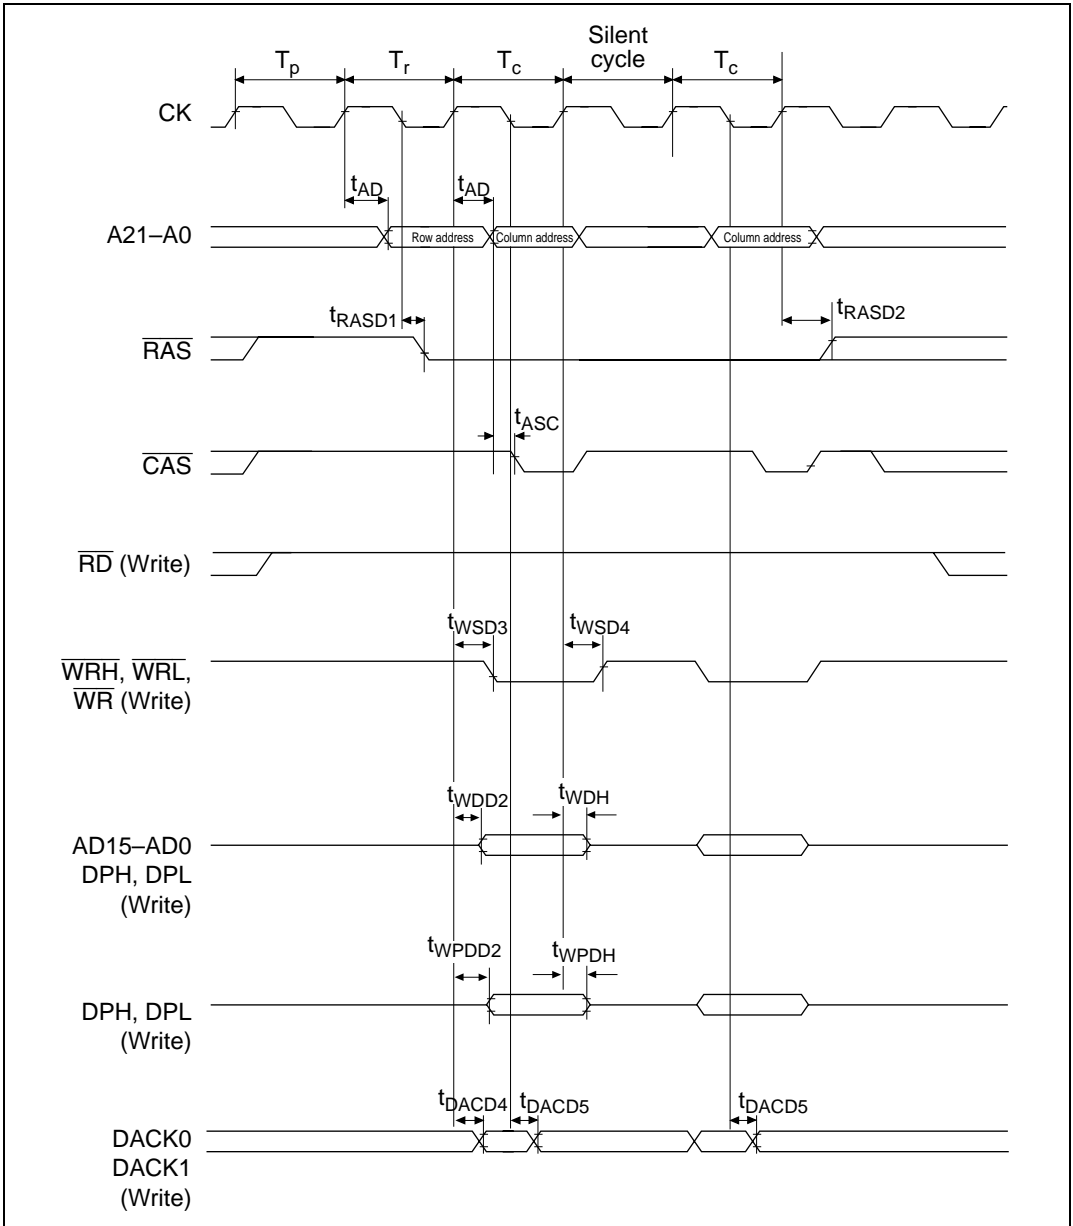 Silent
cycle
Tp Tr Tc Tc
CK
tAD tAD
A21–A0 Row address Column address Column address
tRASD1 tRASD2
RAS
tASC
CAS
RD (Write)
tWSD3 tWSD4
WRH, WRL,
WR (Write)
tWDD2 tWDH
AD15–AD0
DPH, DPL
(Write)
tWPDD2 tWPDH
DPH, DPL
(Write)
tDACD4 tDACD5 tDACD5
DACK0
DACK1
(Write)